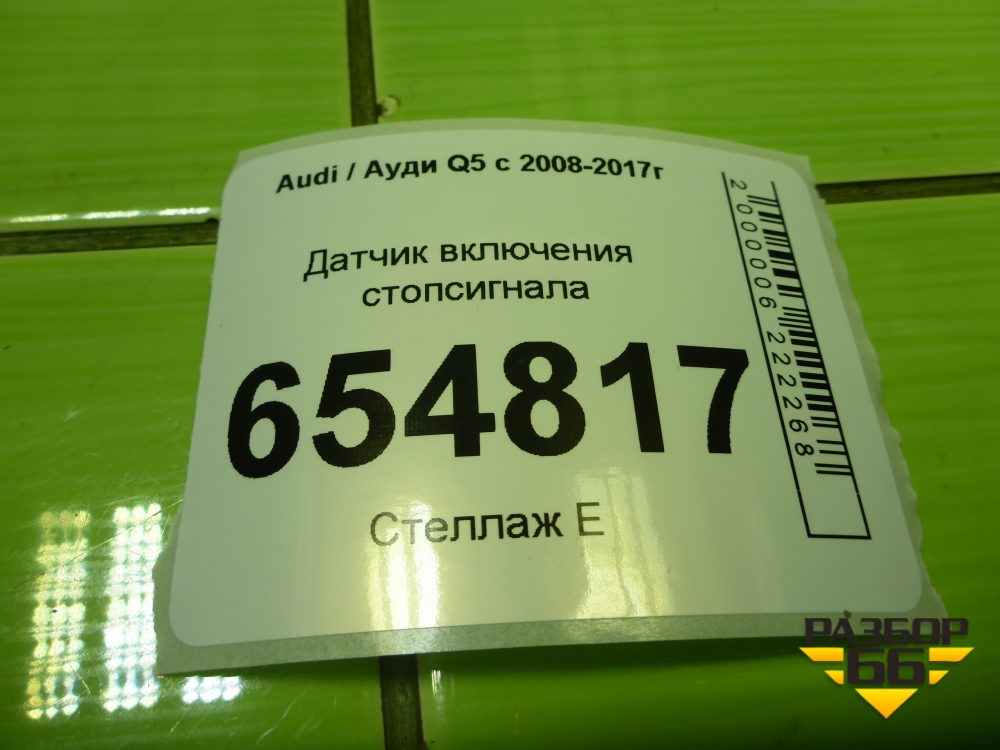 Audi / Ауди Q5 с 2008-2017г
Датчик включения
стопсигнала
654817
Стеллаж Е
2000006222268
РАЗБОР
66